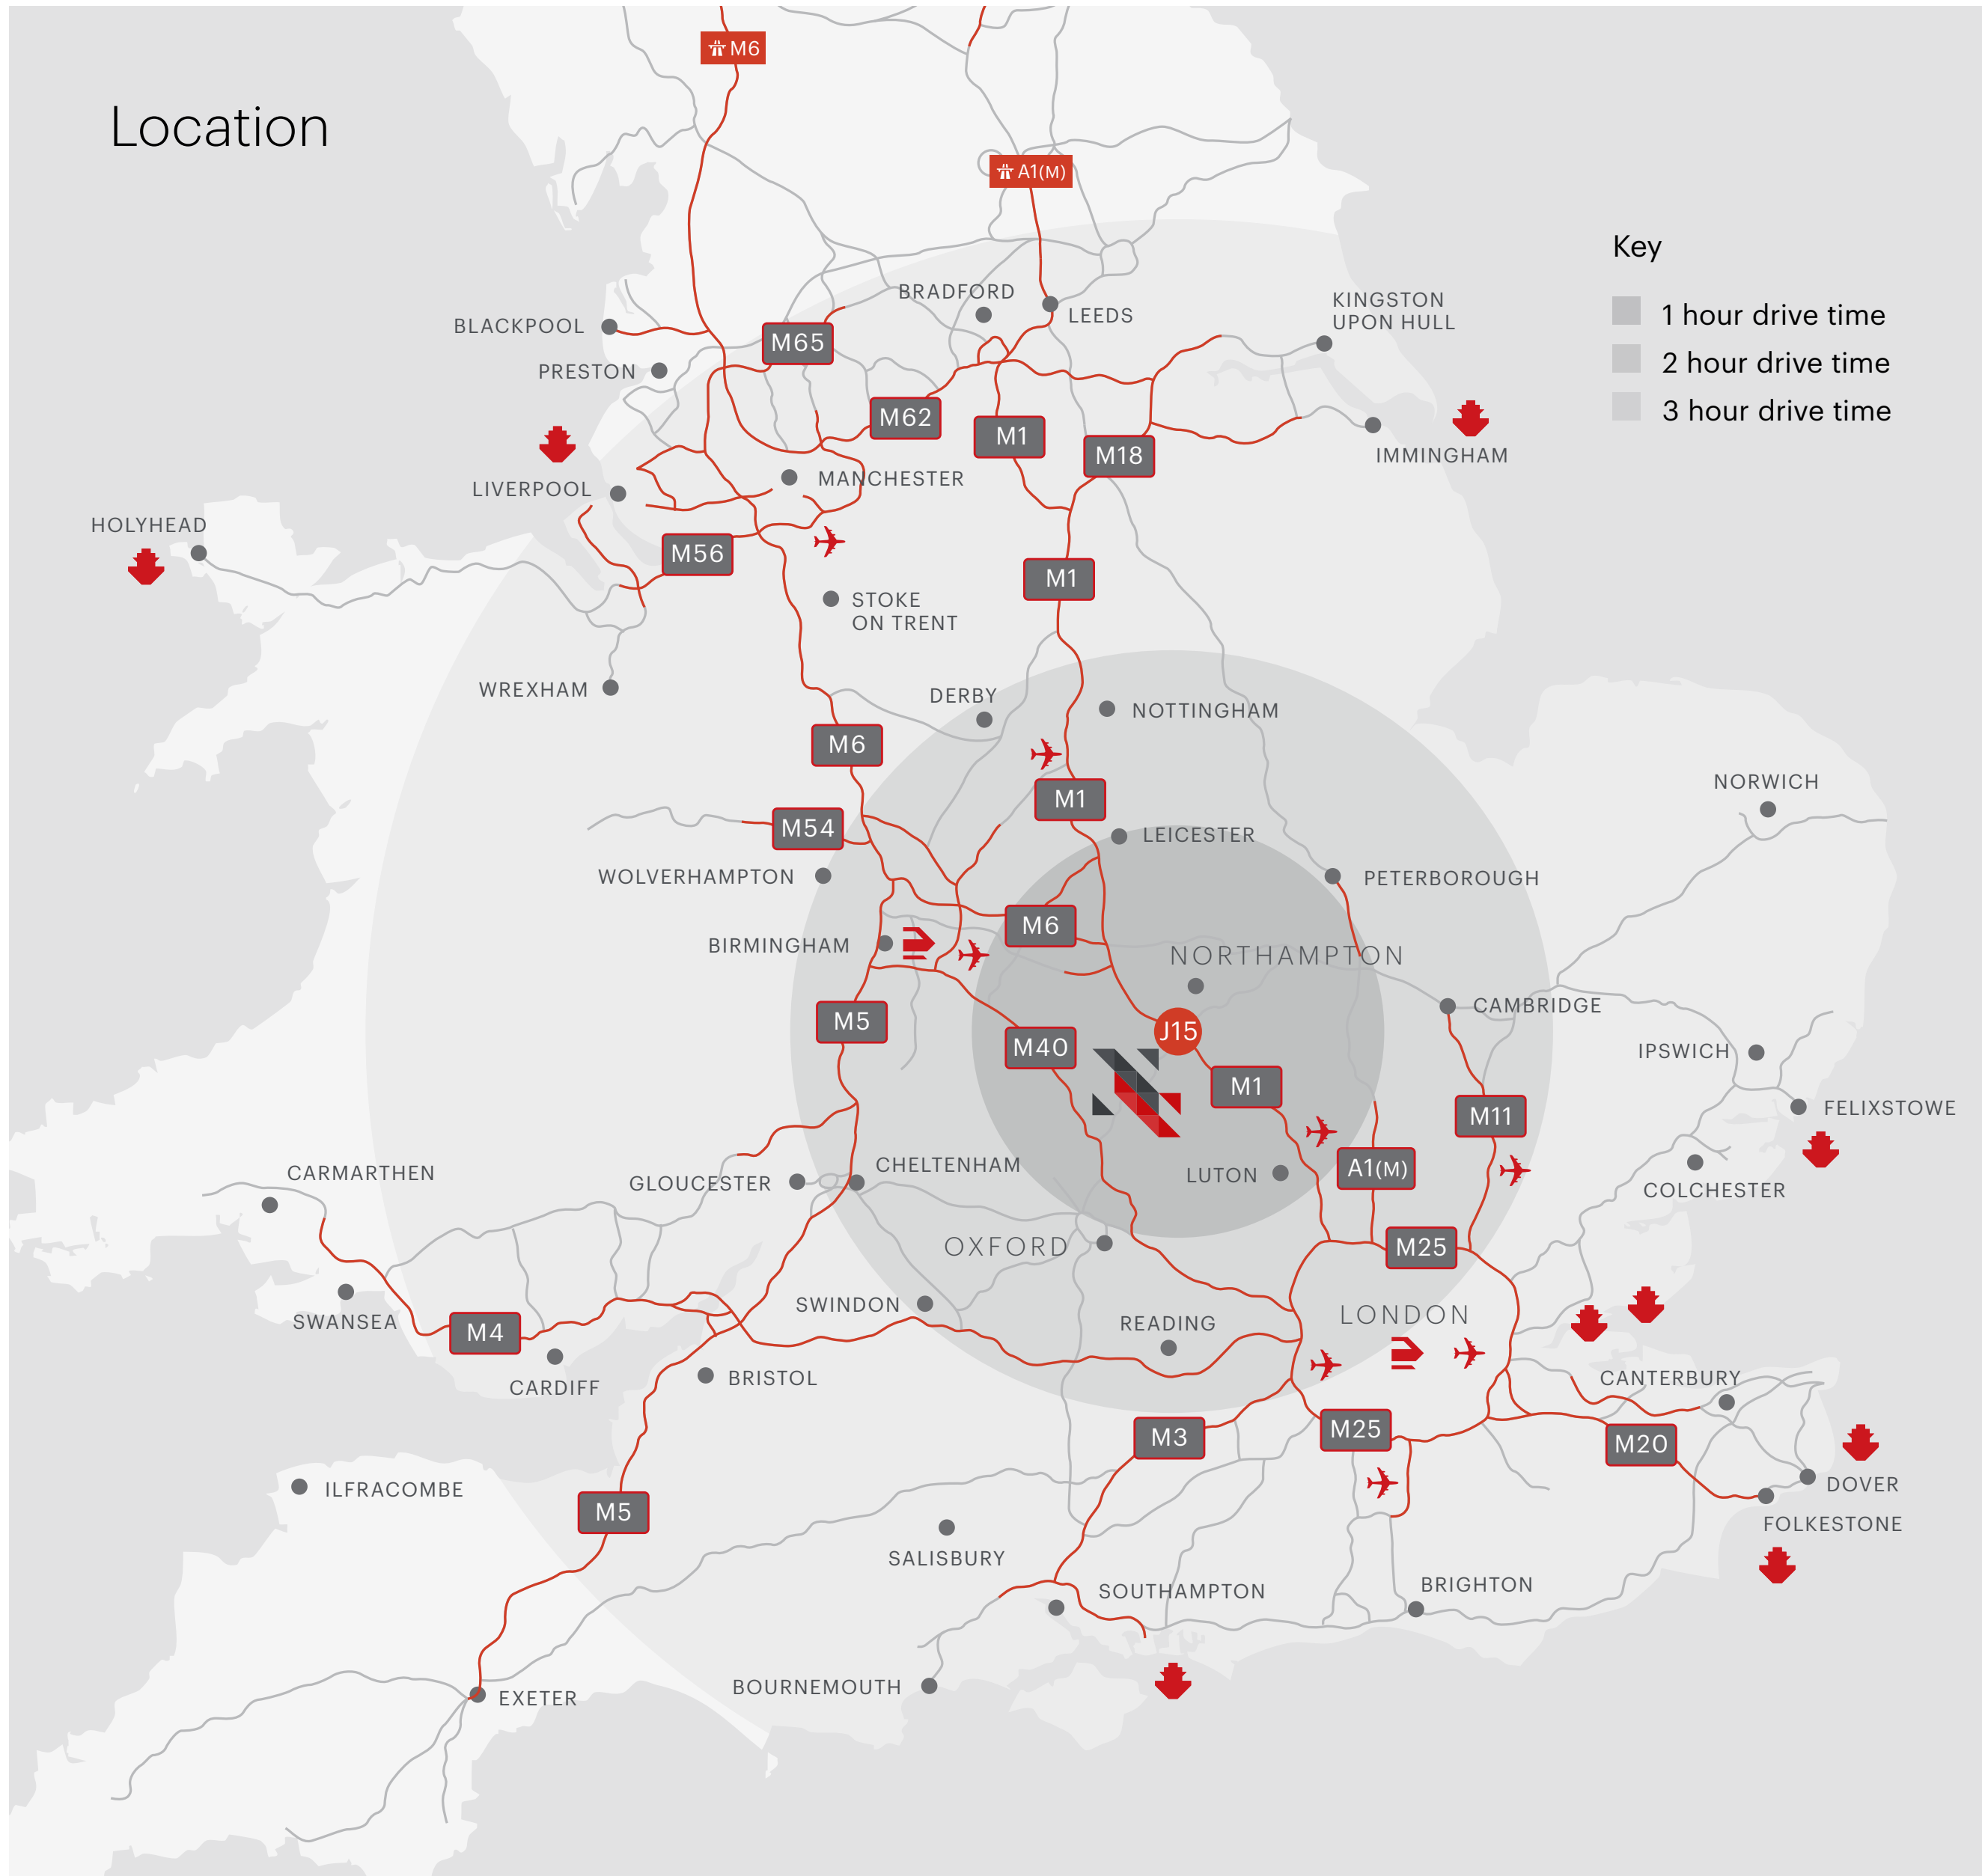 M6
Location
A1(M)
Key
1 hour drive time
2 hour drive time
3 hour drive time
BRADFORD
LEEDS
KINGSTON
UPON HULL
BLACKPOOL
M65
PRESTON
M62
M1
M18
IMMINGHAM
MANCHESTER
LIVERPOOL
HOLYHEAD
M56
M1
STOKE
ON TRENT
WREXHAM
DERBY
NOTTINGHAM
M6
NORWICH
M1
M54
LEICESTER
WOLVERHAMPTON
PETERBOROUGH
M6
BIRMINGHAM
NORTHAMPTON
CAMBRIDGE
M5
J15
M40
IPSWICH
M1
FELIXSTOWE
M11
CARMARTHEN
CHELTENHAM
GLOUCESTER
LUTON
A1(M)
COLCHESTER
OXFORD
M25
SWINDON
LONDON
SWANSEA
M4
READING
CARDIFF
BRISTOL
CANTERBURY
M3
M25
M20
ILFRACOMBE
DOVER
M5
FOLKESTONE
SALISBURY
SOUTHAMPTON
BRIGHTON
BOURNEMOUTH
EXETER